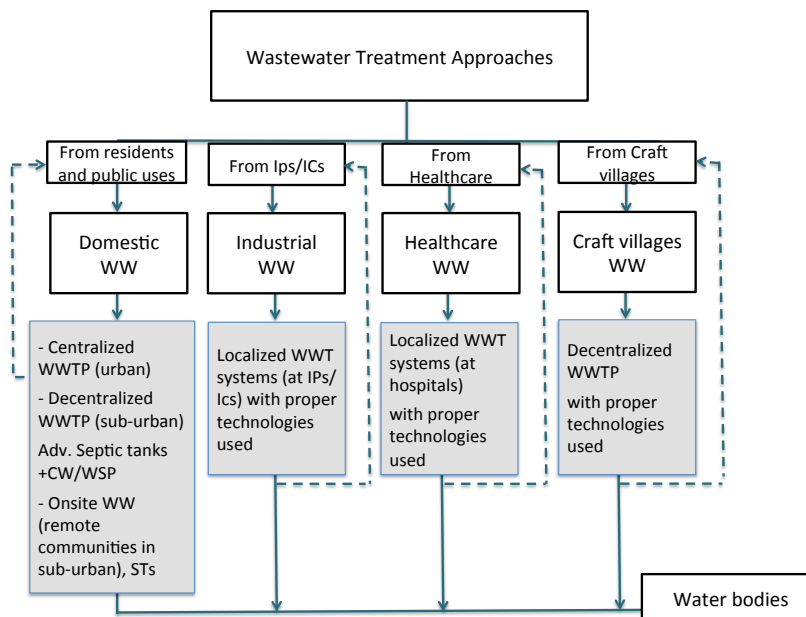 Wastewater Treatment Approaches
From residents
and public uses
From Ips/ICs
From
Healthcare
From Craft
villages
Domestic
WW
Industrial
WW
Healthcare
WW
Craft villages
WW
- Centralized
WWTP (urban)
- Decentralized
WWTP (sub-urban)
Adv. Septic tanks
+CW/WSP
- Onsite WW
(remote
communities in
sub-urban), STs
Localized WWT
systems (at IPs/
Ics) with proper
technologies
used
Localized WWT
systems (at
hospitals)
with proper
technologies
used
Decentralized
WWTP
with proper
technologies
used
Water bodies